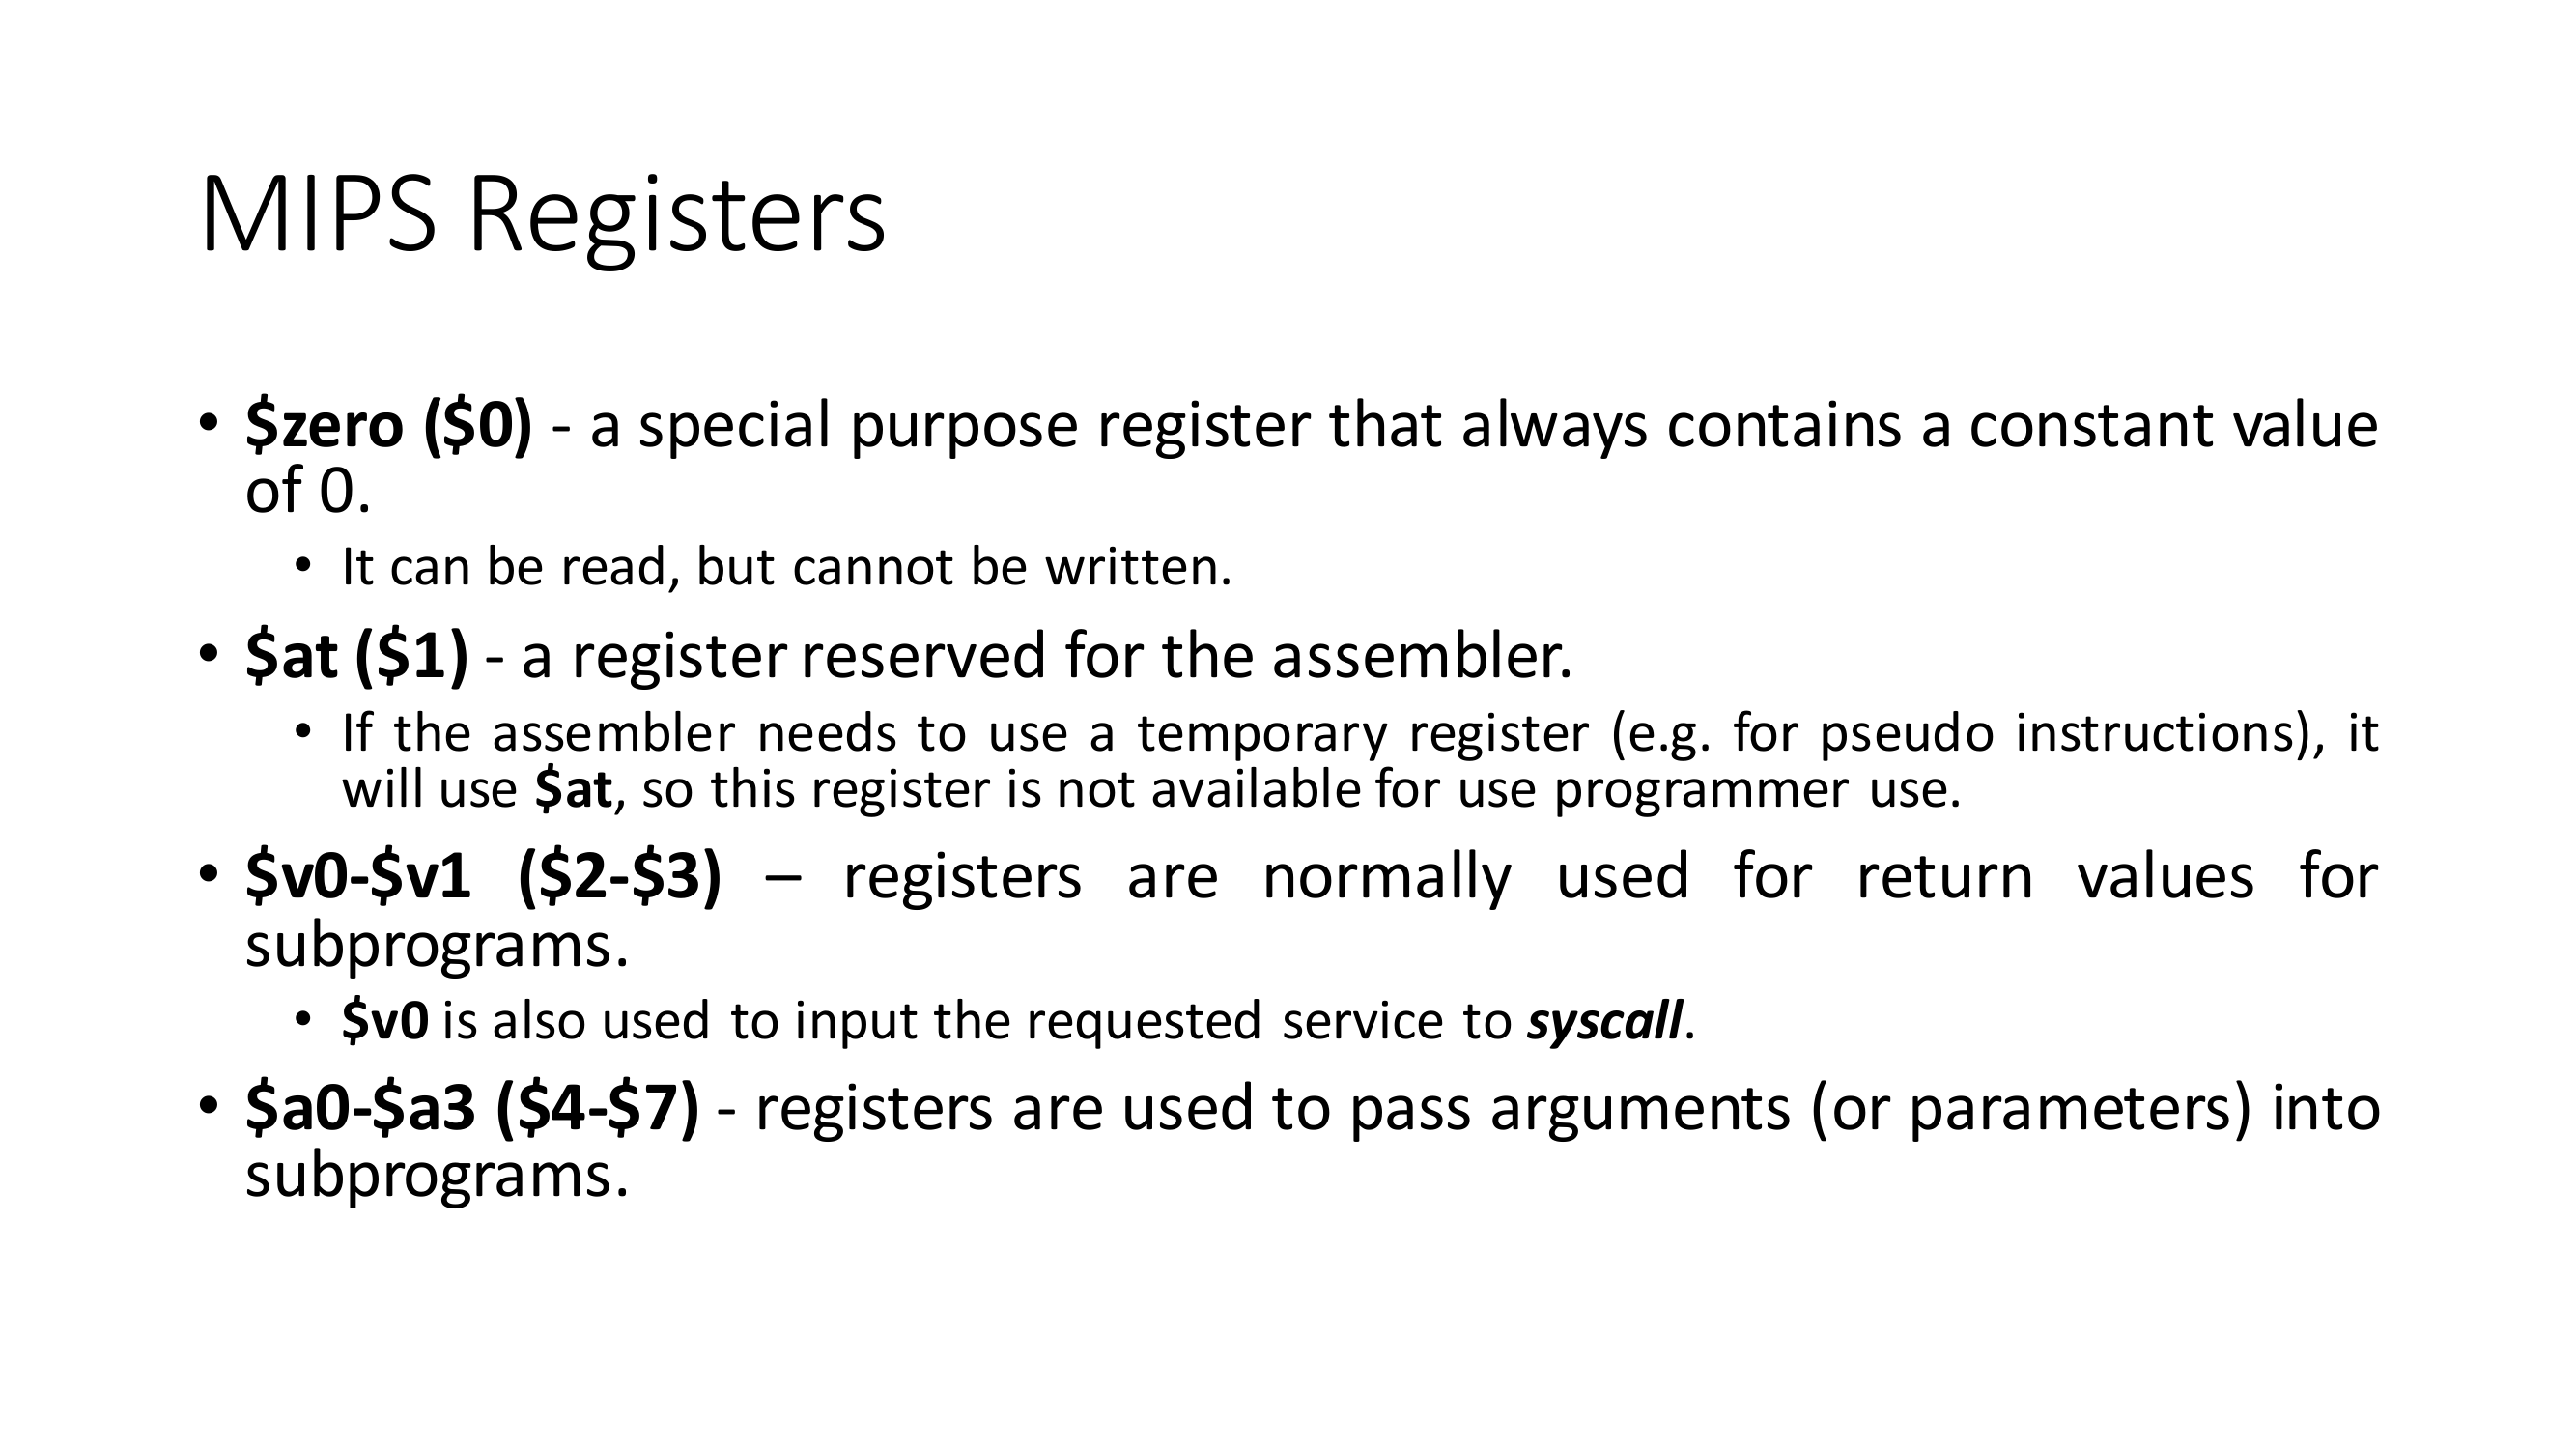 MIPS Registers
• $zero ($0) - a special purpose register that always contains a constant value
of 0.
• It can be read, but cannot be written.
• $at ($1) - a register reserved for the assembler.
• If the assembler needs to use a temporary register (e.g. for pseudo instructions), it
will use $at, so this register is not available for use programmer use.
• $v0-$v1 ($2-$3) – registers are normally used for return values for
subprograms.
• $v0 is also used to input the requested service to syscall.
• $a0-$a3 ($4-$7) - registers are used to pass arguments (or parameters) into
subprograms.